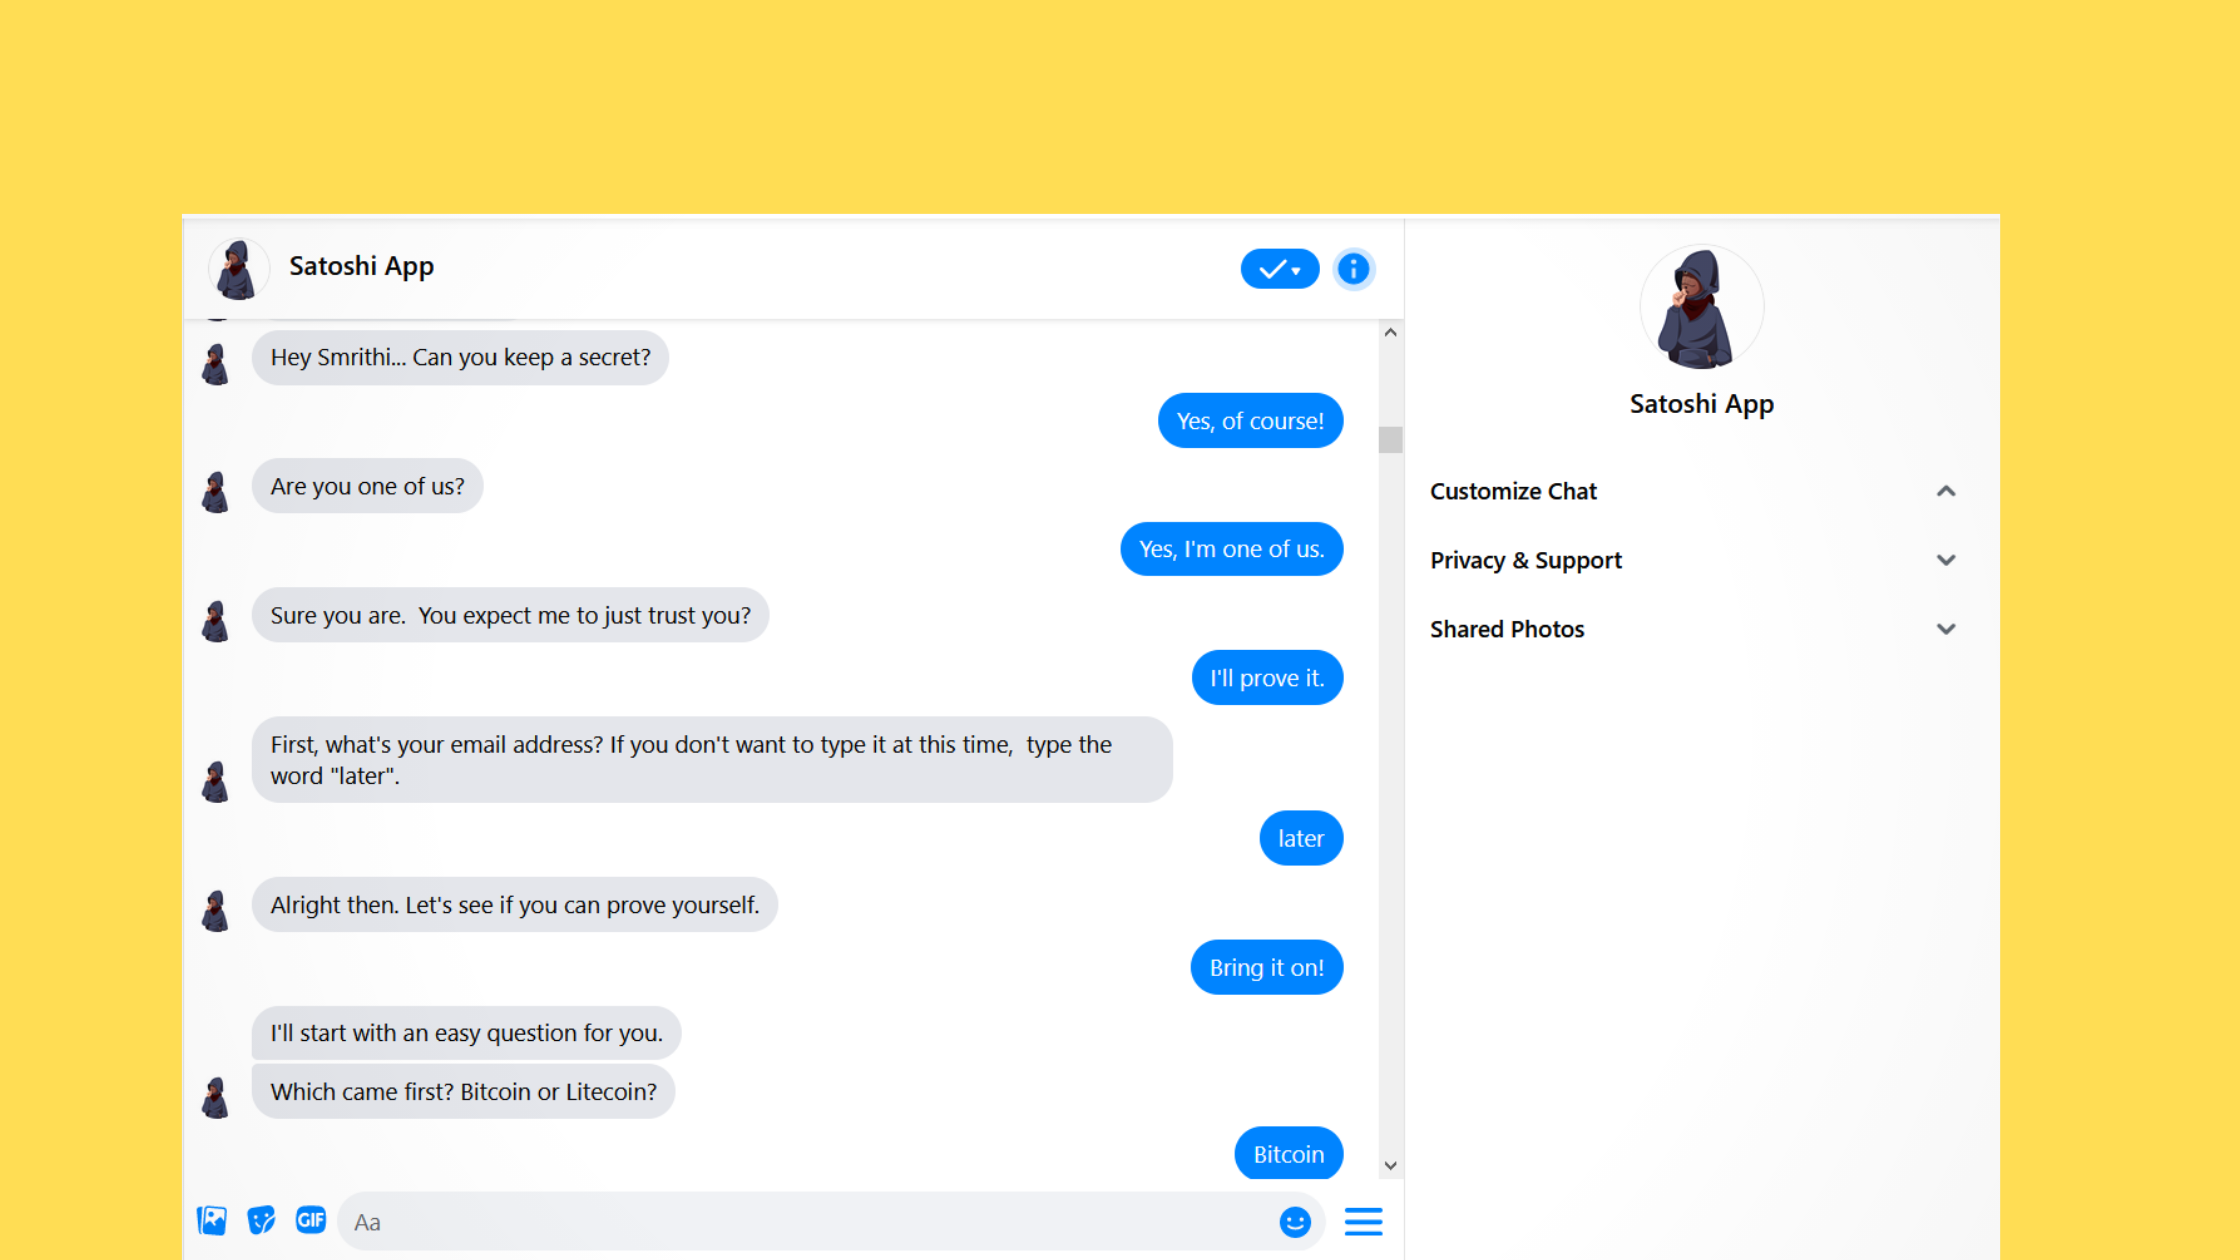 Satoshi App
Hey Smrithi... Can you keep a secret?
Yes, of course!
Are you one of us?
Yes, I'm one of us.
Sure you are.  You expect me to just trust you?
I'll prove it.
First, what's your email address? If you don't want to type it at this time,  type the
word "later".
later
Alright then. Let's see if you can prove yourself.
Bring it on!
I'll start with an easy question for you.
Which came first? Bitcoin or Litecoin?
Bitcoin
GIF
Aa
Satoshi App
Customize Chat
Privacy & Support
Shared Photos